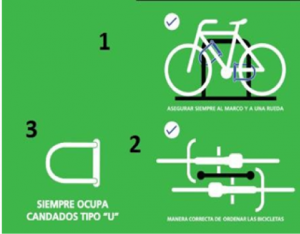 1
ASEGURAR SIEMPRE AL MARCO Y A UNA RUEDA
3
2
SIEMPRE OCUPA
CANDADOS TIPO "U"
MANERA CORRECTA DE ORDENAR LAS BICICLETAS